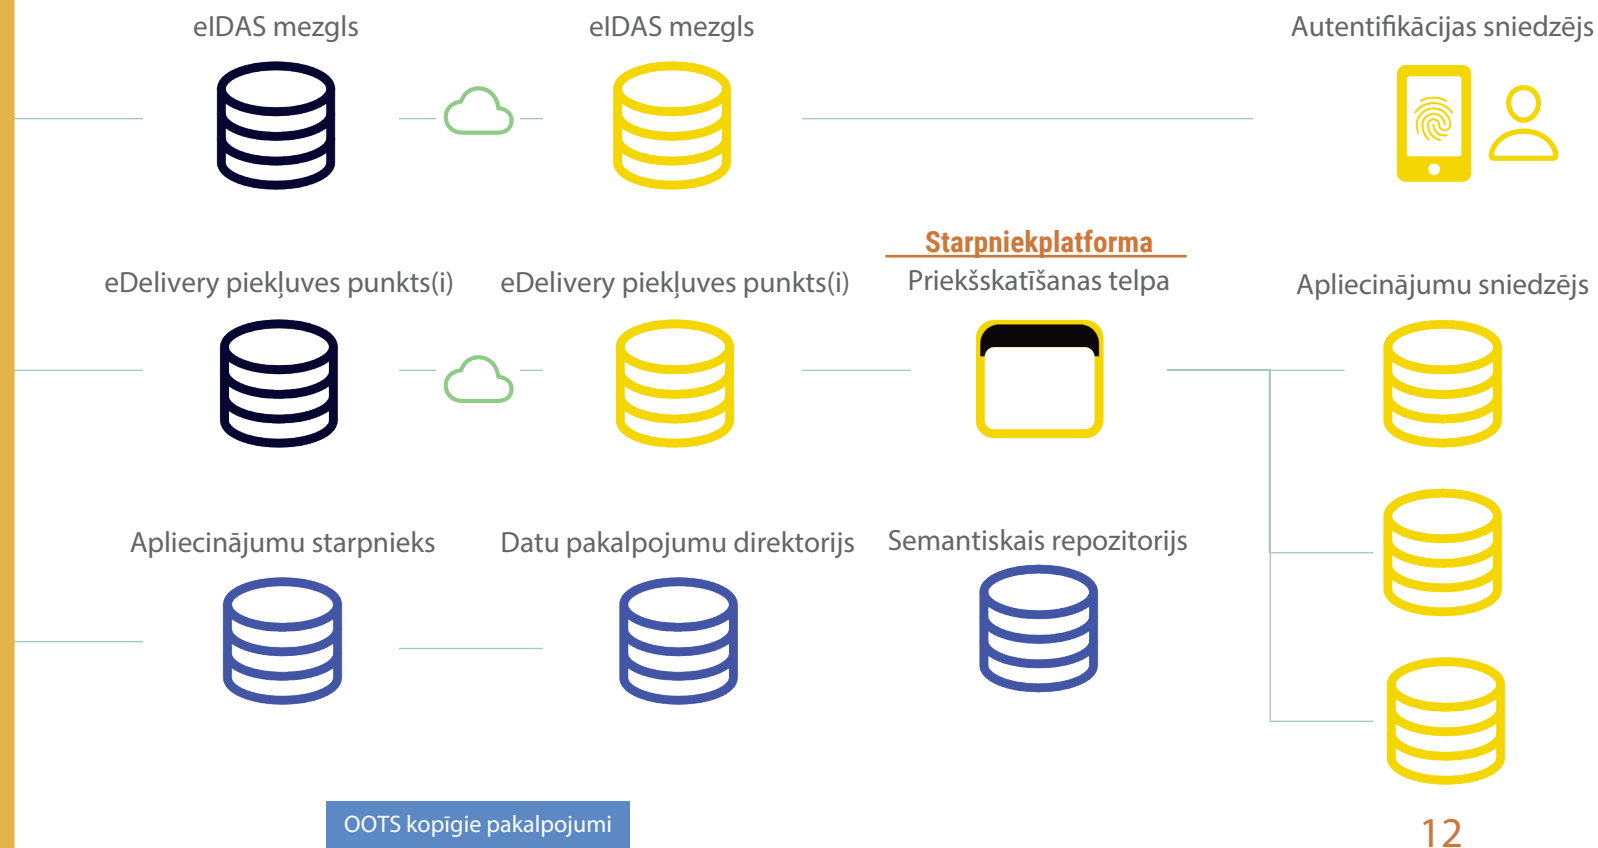 eIDAS mezgls
eIDAS mezgls
Autentifikācijas sniedzējs
Starpniekplatforma
eDelivery piekļuves punkts(i)
eDelivery piekļuves punkts(i)
Priekšskatīšanas telpa
Apliecinājumu sniedzējs
Apliecinājumu starpnieks
Datu pakalpojumu direktorijs
Semantiskais repozitorijs
OOTS kopīgie pakalpojumi
12